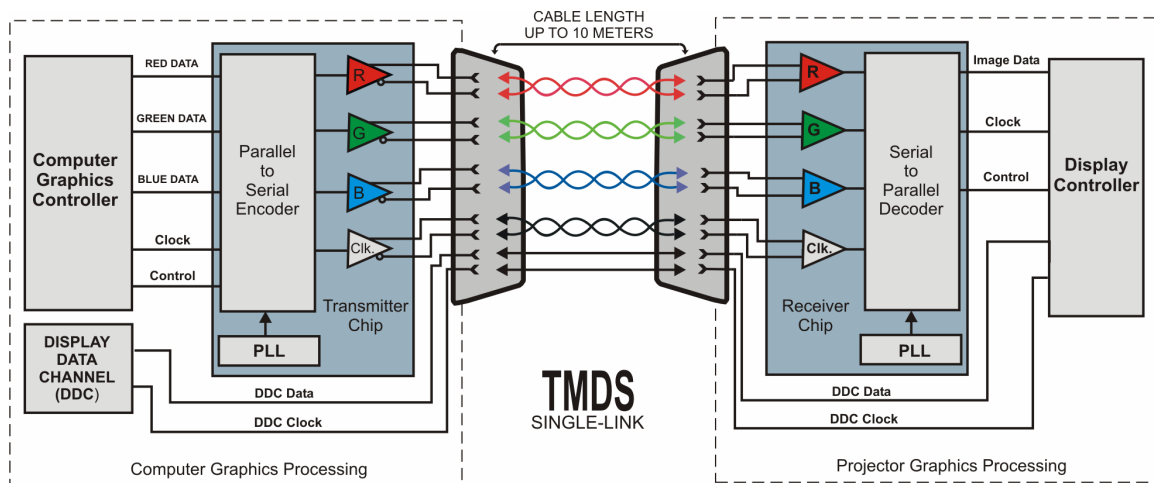 CABLE LENGTH
UP TO 10 METERS
RED DATA
GREEN DATA
BLUE DATA
Clock
Control
Computer
Graphics
Controller
Parallel
to
Serial
Encoder
R
G
B
Clk.
Transmitter
Chip
PLL
DISPLAY
DATA
CHANNEL
(DDC)
DDC Data
DDC Clock
Computer Graphics Processing
TMDS
SINGLE-LINK
R
G
B
Clk.
Serial
to
Parallel
Decoder
Receiver
Chip
PLL
Image Data
Clock
Control
Display
Controller
DDC Data
DDC Clock
Projector Graphics Processing